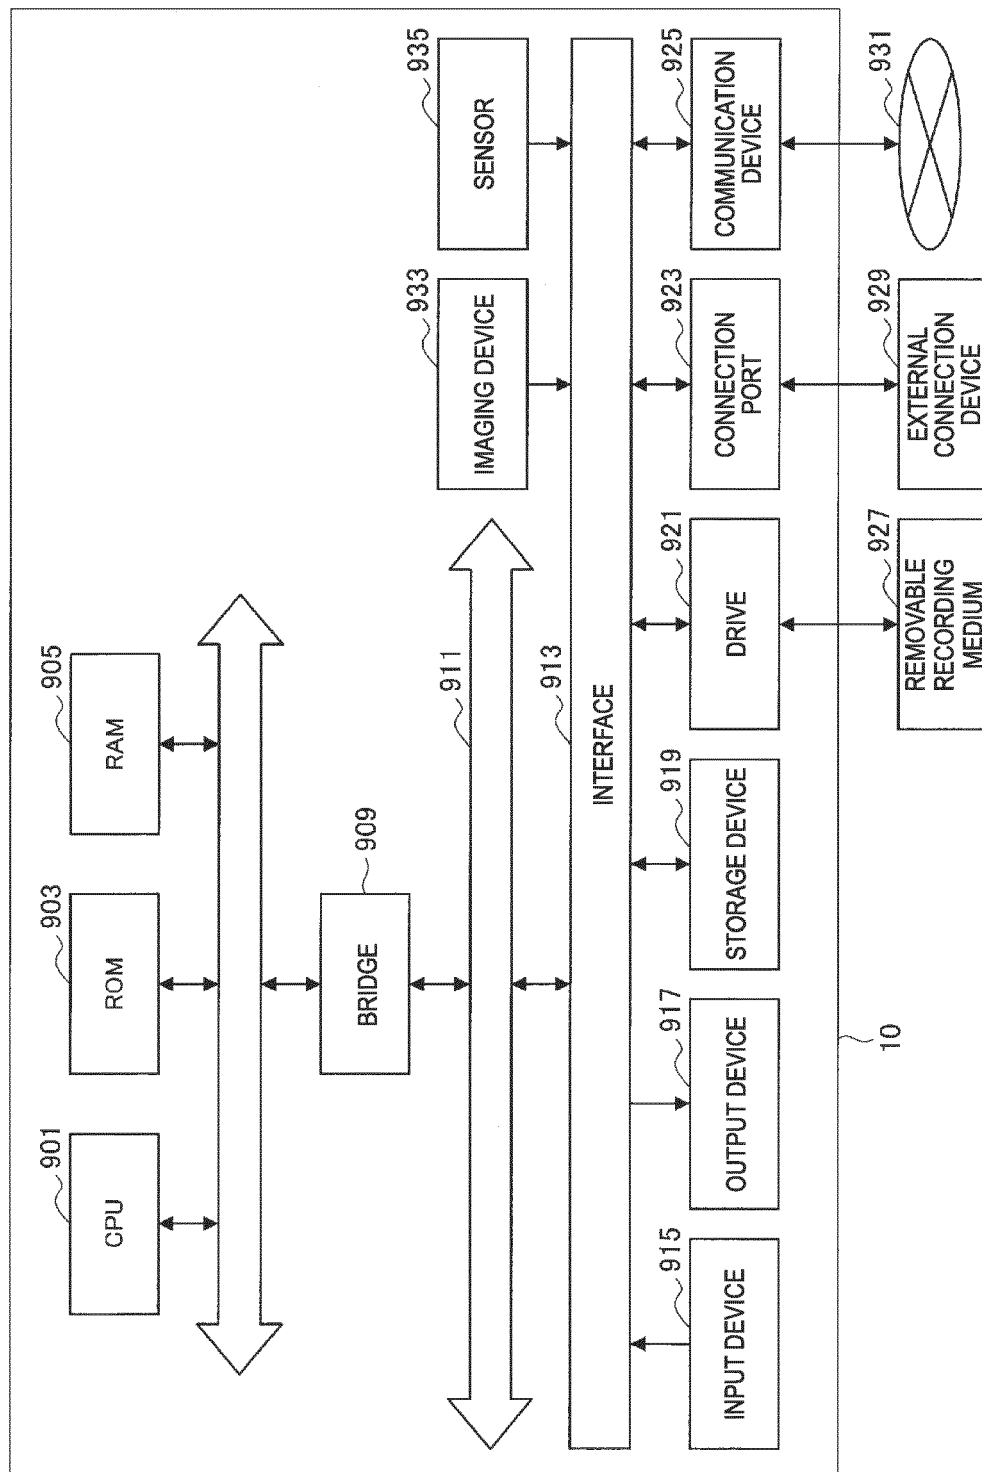 901
CPU
903
ROM
905
RAM
909
BRIDGE
911
933
IMAGING DEVICE
935
SENSOR
913
INTERFACE
915
INPUT DEVICE
917
OUTPUT DEVICE
919
STORAGE DEVICE
921
DRIVE
923
CONNECTION
PORT
925
COMMUNICATION
DEVICE
10
927
REMOVABLE
RECORDING
MEDIUM
929
EXTERNAL
CONNECTION
DEVICE
931